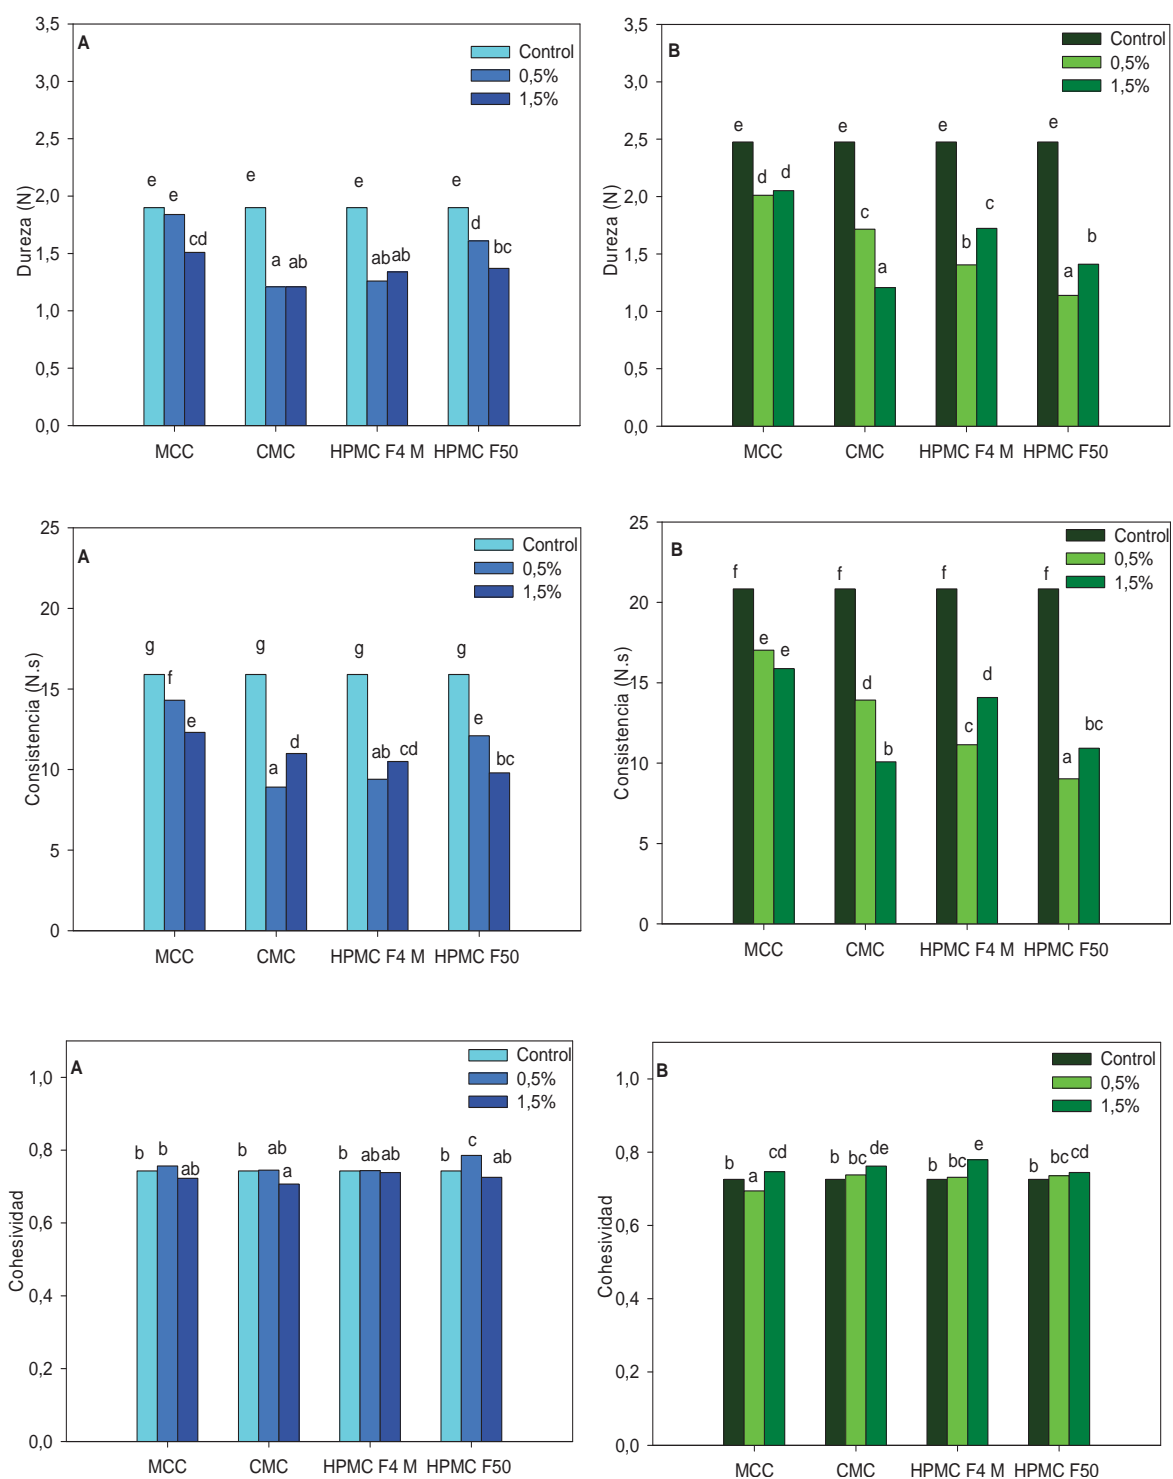 A
Control
0,5%
1,5%
3,5
3,0
2,5
2,0
1,5
1,0
0,5
0,0
Dureza (N)
e e cd
e a ab
e ab ab
e d bc
MCC CMC HPMC F4 M HPMC F50
B
Control
0,5%
1,5%
3,5
3,0
2,5
2,0
1,5
1,0
0,5
0,0
Dureza (N)
e d d
e c a
e b c
e a b
MCC CMC HPMC F4 M HPMC F50
A
Control
0,5%
1,5%
25
20
15
10
5
0
Consistencia (N.s)
g f e
g a d
g ab cd
g e bc
MCC CMC HPMC F4 M HPMC F50
B
Control
0,5%
1,5%
25
20
15
10
5
0
Consistencia (N.s)
f e e
f d b
f c d
f a bc
MCC CMC HPMC F4 M HPMC F50
A
Control
0,5%
1,5%
1,0
0,8
0,6
0,4
0,2
0,0
Cohesividad
b b ab
b ab a
b ab ab
b c ab
MCC CMC HPMC F4 M HPMC F50
B
Control
0,5%
1,5%
1,0
0,8
0,6
0,4
0,2
0,0
Cohesividad
b a cd
b bc de
b bc e
b bc cd
MCC CMC HPMC F4 M HPMC F50